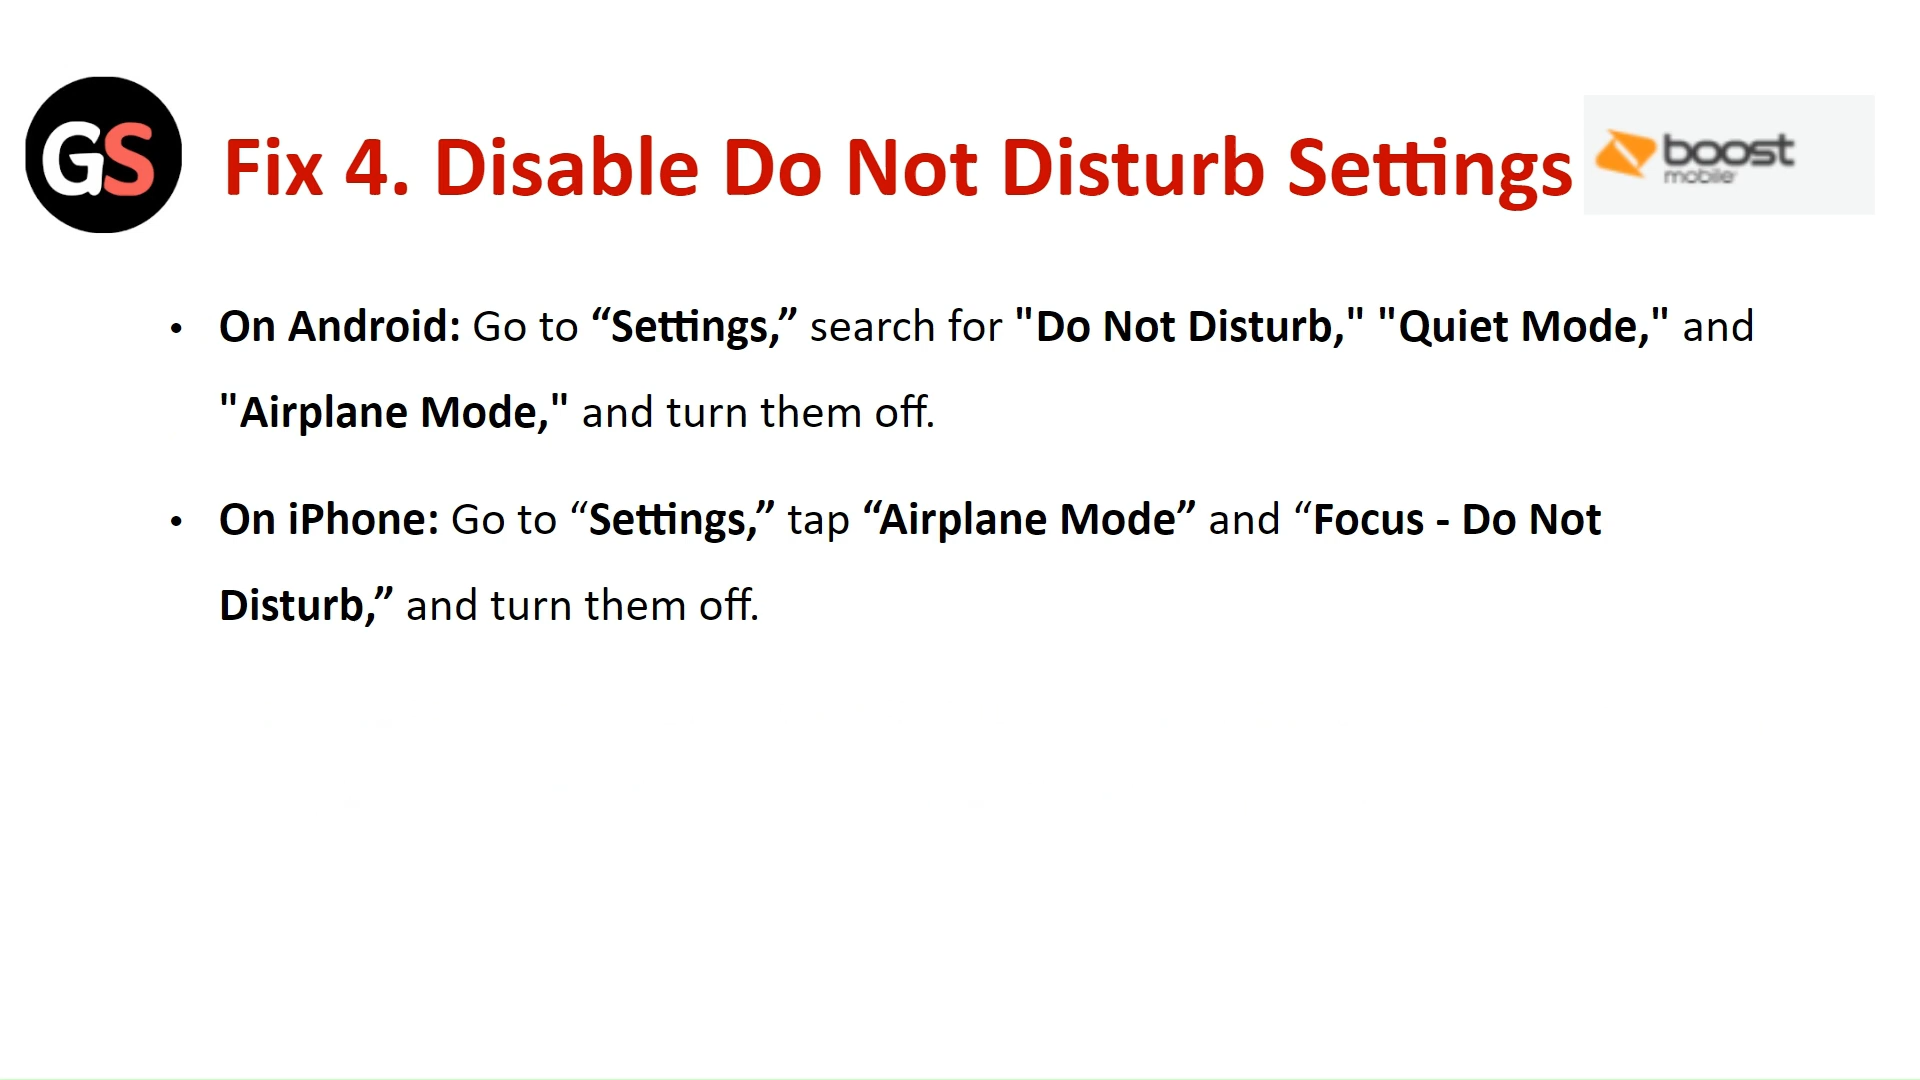 GS
Fix 4. Disable Do Not Disturb Settings
boost
mobile
• On Android: Go to “Settings,” search for "Do Not Disturb," "Quiet Mode," and
"Airplane Mode," and turn them off.
• On iPhone: Go to “Settings,” tap “Airplane Mode” and “Focus - Do Not
Disturb,” and turn them off.